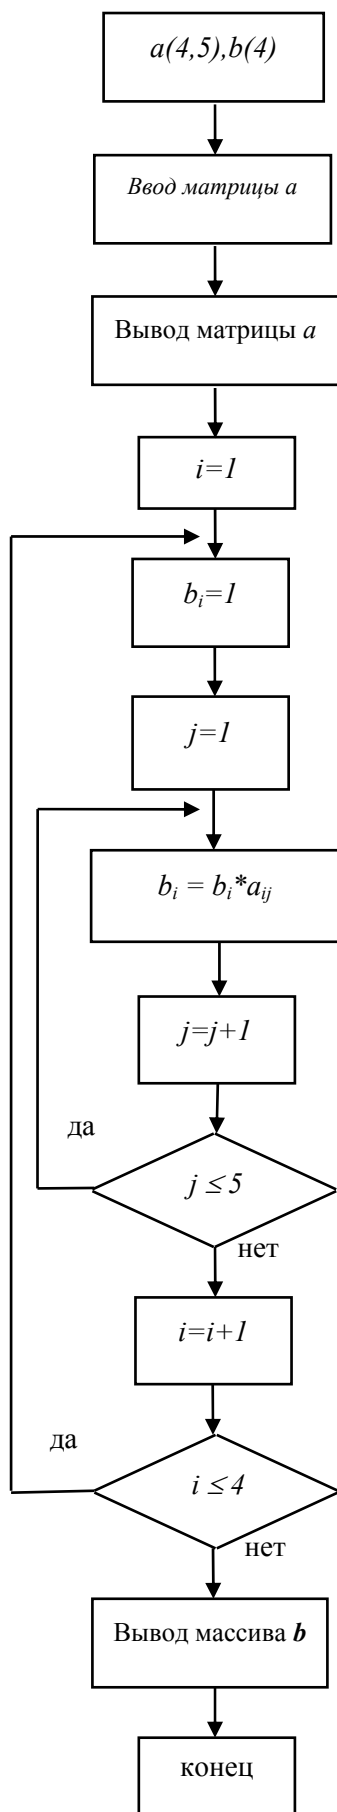 a(4,5),b(4)
Ввод матрицы a
Вывод матрицы a
i=1
bᵢ=1
j=1
bᵢ = bᵢ*aᵢⱼ
j=j+1
да
j ≤ 5
нет
i=i+1
да
i ≤ 4
нет
Вывод массива b
конец